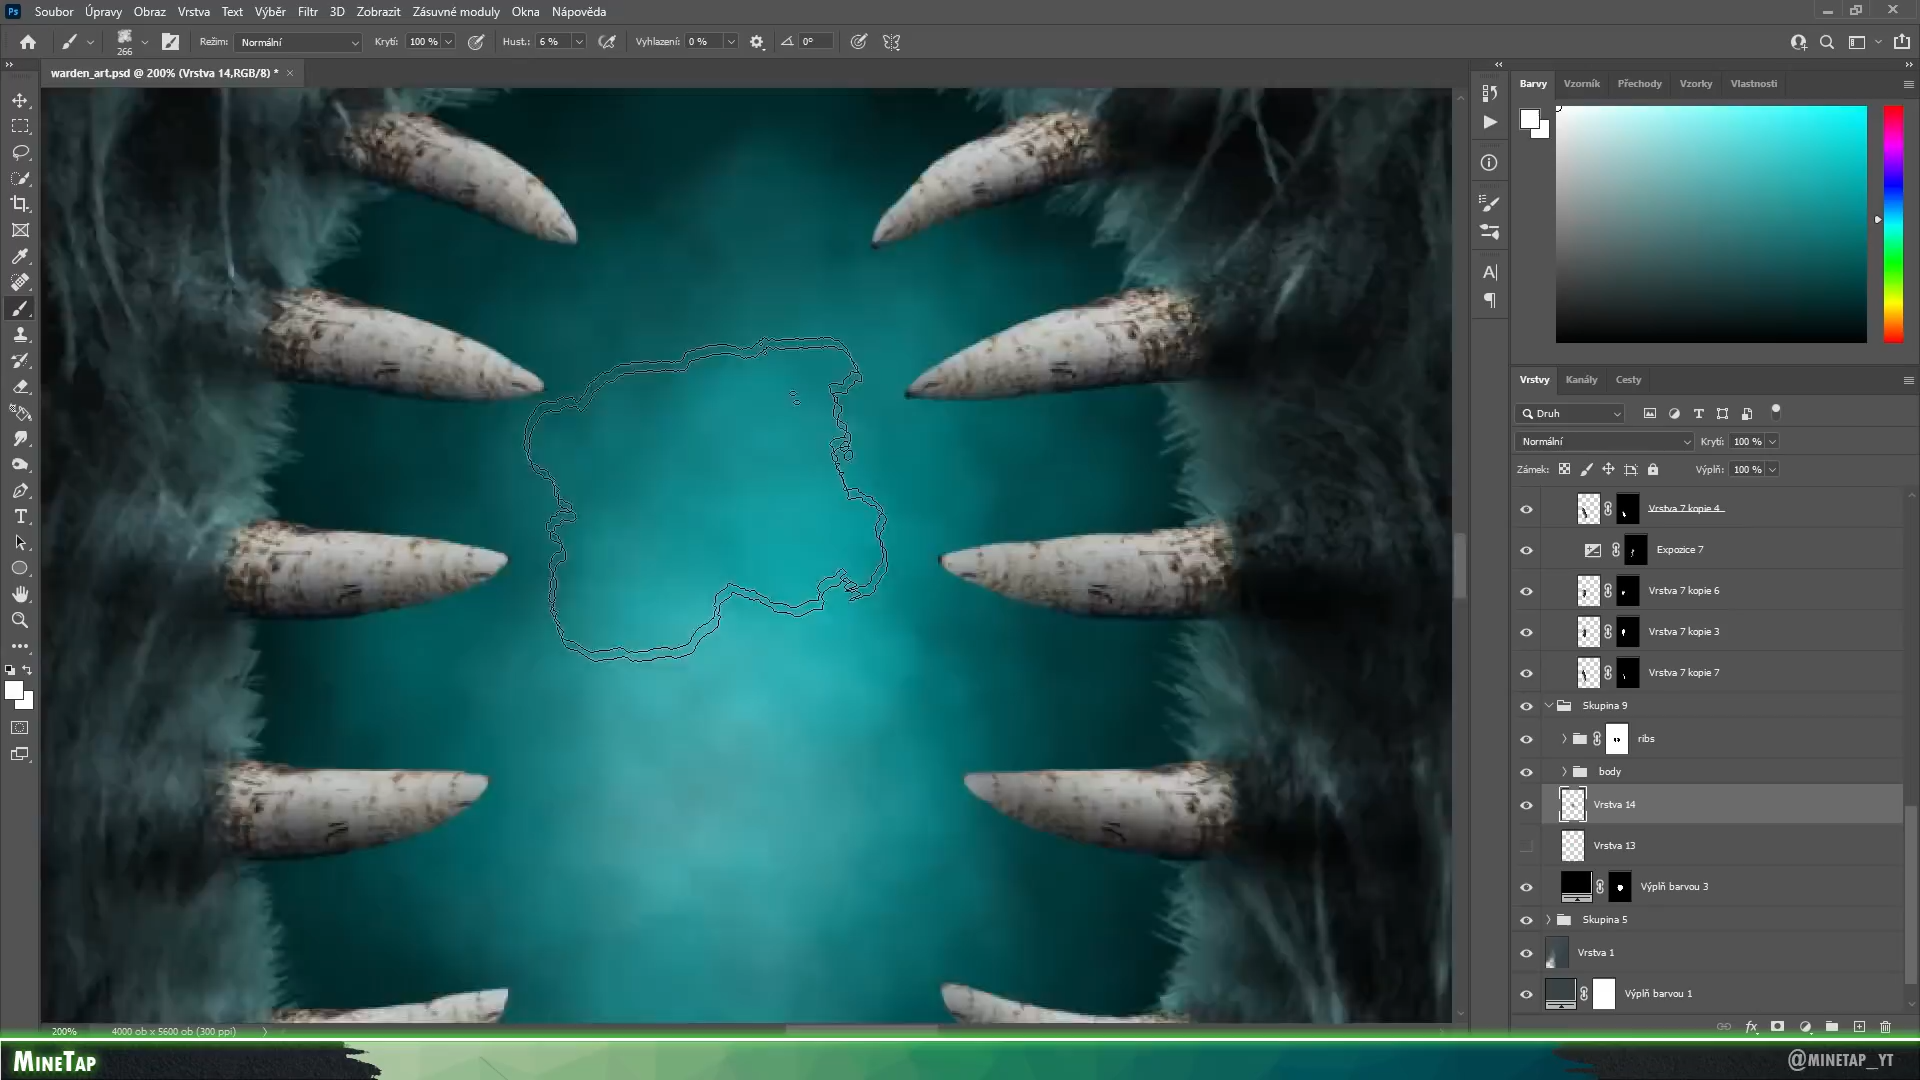 Ps Soubor Úpravy Obraz Vrstva Text Výběr Filtr 3D Zobrazit Zásuvné moduly Okna Nápověda
266 Režim: Normální Krytí: 100 % Hust.: 6 % Vyhlazení: 0 % 0°
warden_art.psd @ 200% (Vrstva 14,RGB/8) *
Barvy Vzorník Přechody Vzorky Vlastnosti
Vrstvy Kanály Cesty
Druh
Normální Krytí: 100 %
Zámek: Výplň: 100 %
Vrstva 7 kopie 4
Expozice 7
Vrstva 7 kopie 6
Vrstva 7 kopie 3
Vrstva 7 kopie 7
Skupina 9
ribs
body
Vrstva 14
Vrstva 13
Výplň barvou 3
Skupina 5
Vrstva 1
Výplň barvou 1
200% 4000 ob x 5600 ob (300 ppi)
MINETAP
@MINETAP_YT